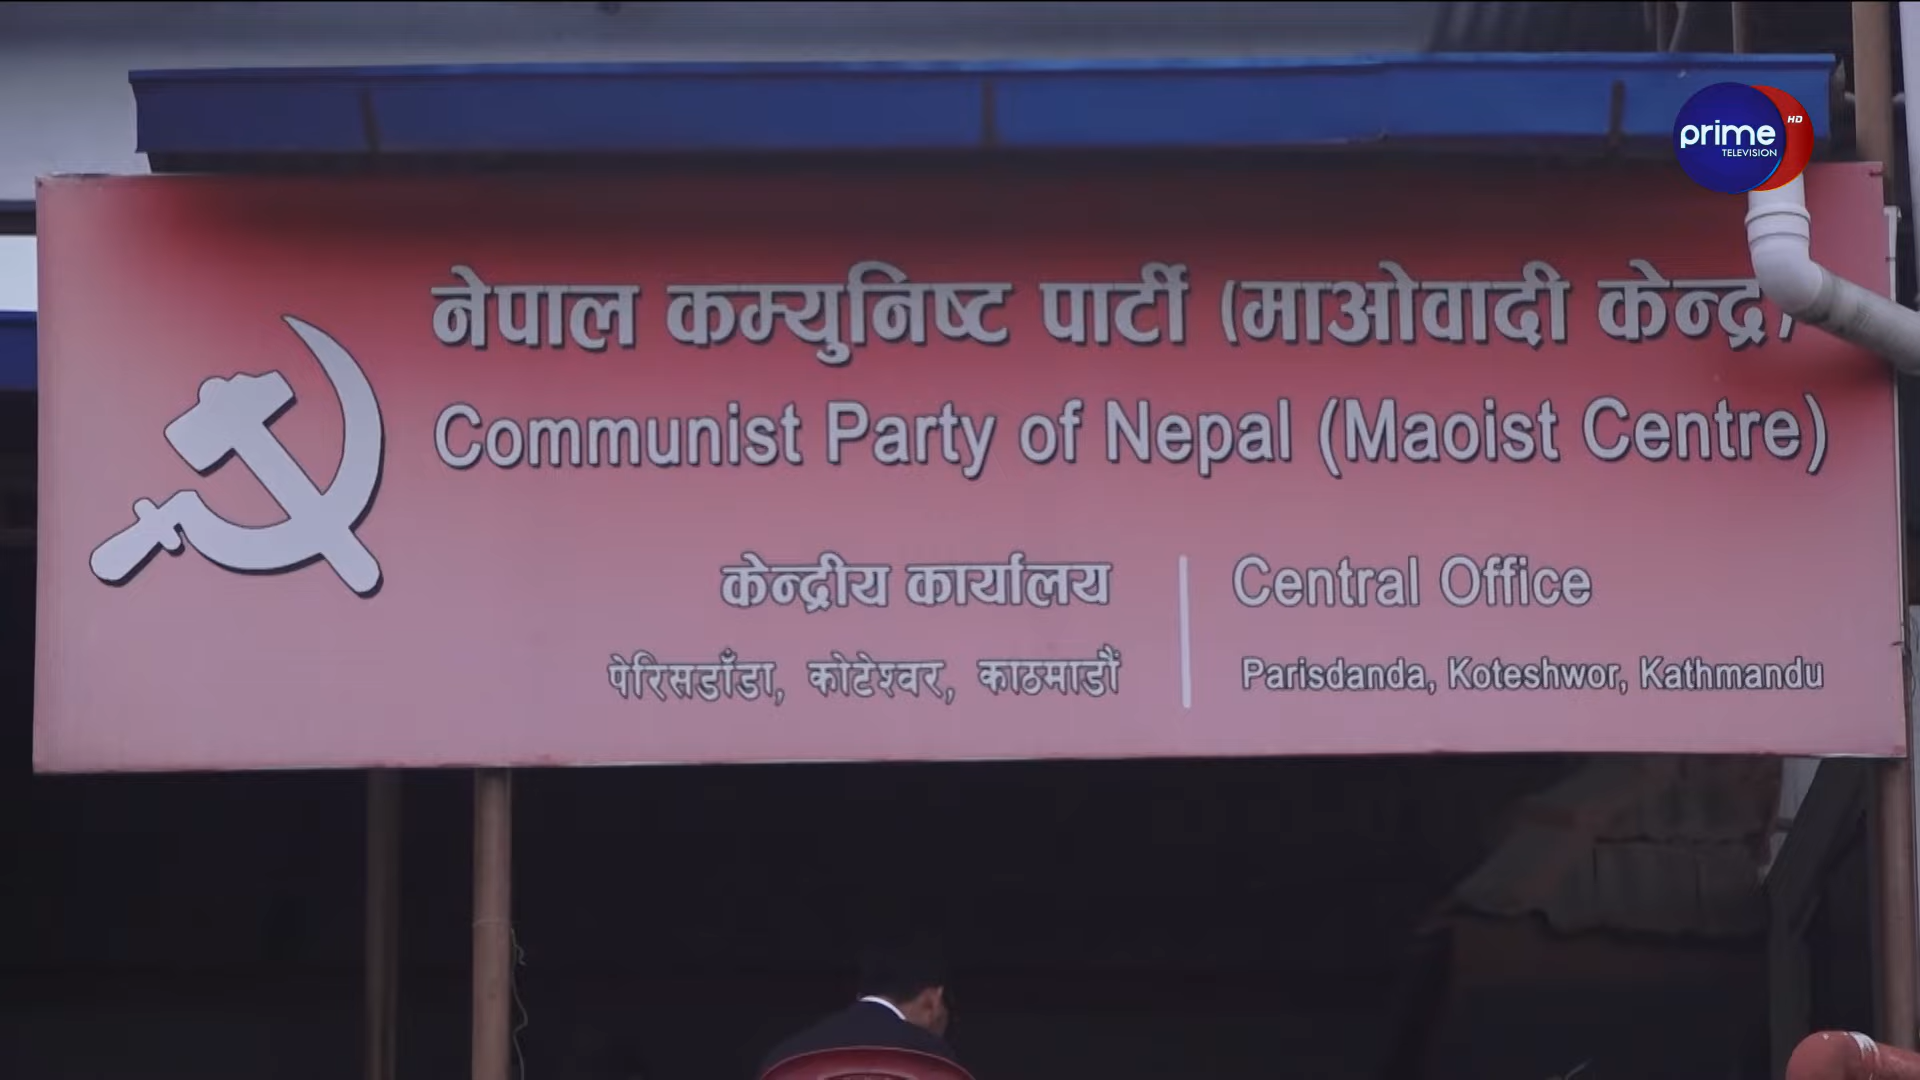 prime HD
TELEVISION
नेपाल कम्युनिष्ट पार्टी (माओवादी केन्द्र)
Communist Party of Nepal (Maoist Centre)
केन्द्रीय कार्यालय
पेरिसडाँडा, कोटेश्वर, काठमाडौं
Central Office
Parisdanda, Koteshwor, Kathmandu